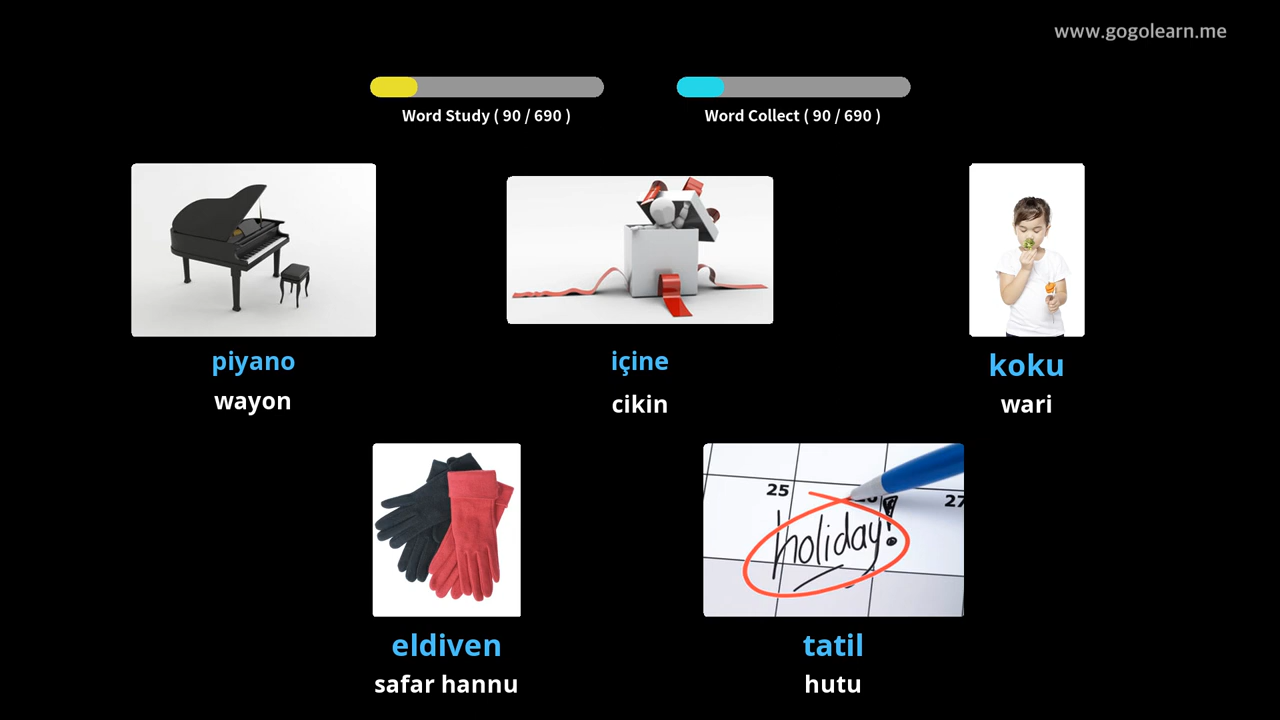 www.gogolearn.me
Word Study ( 90 / 690 )
Word Collect ( 90 / 690 )
piyano
wayon
içine
cikin
koku
wari
25
27
holiday!
eldiven
safar hannu
tatil
hutu